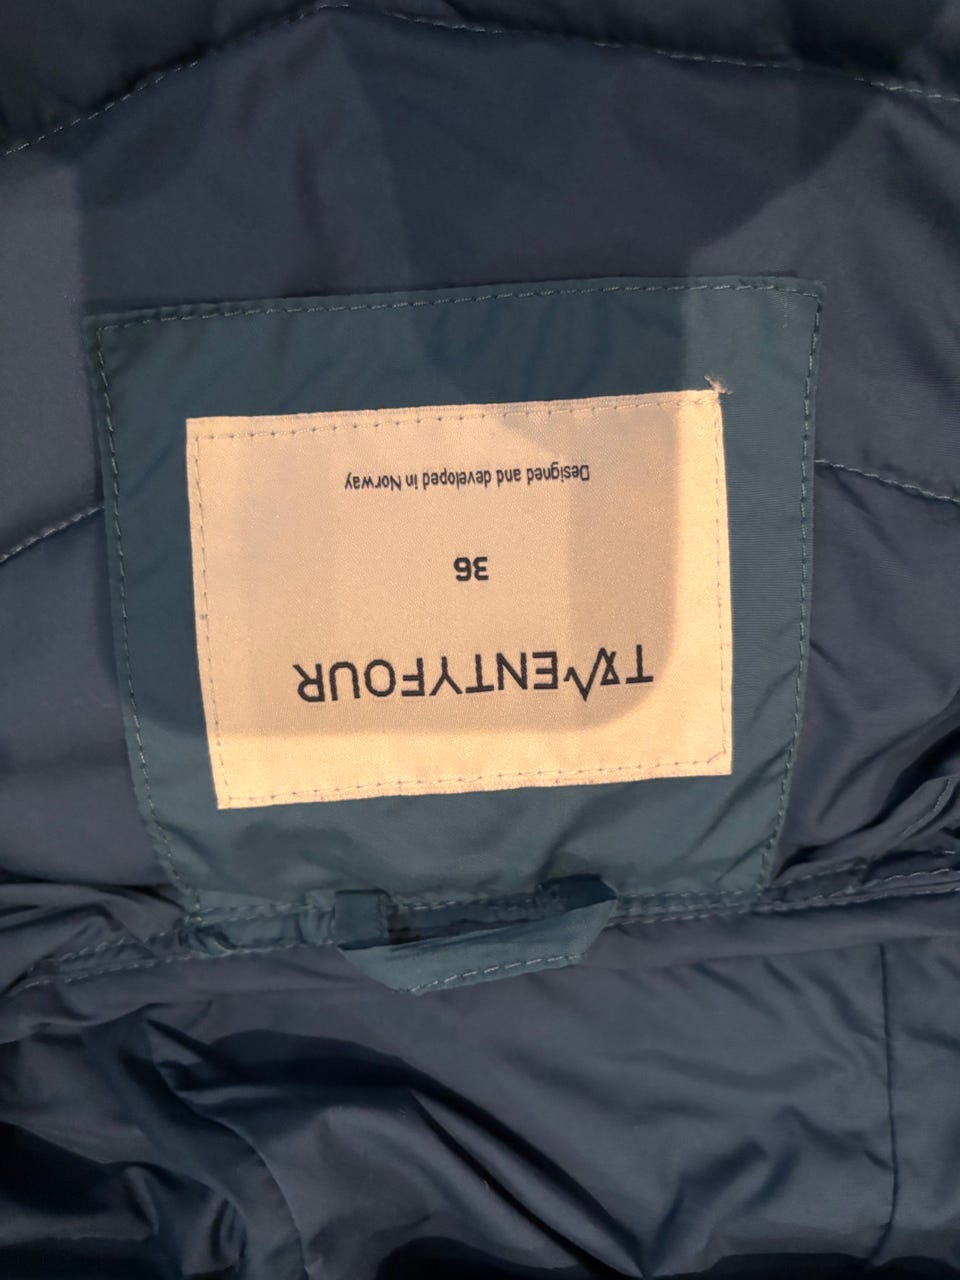 TWENTYFOUR
36
Designed and developed in Norway